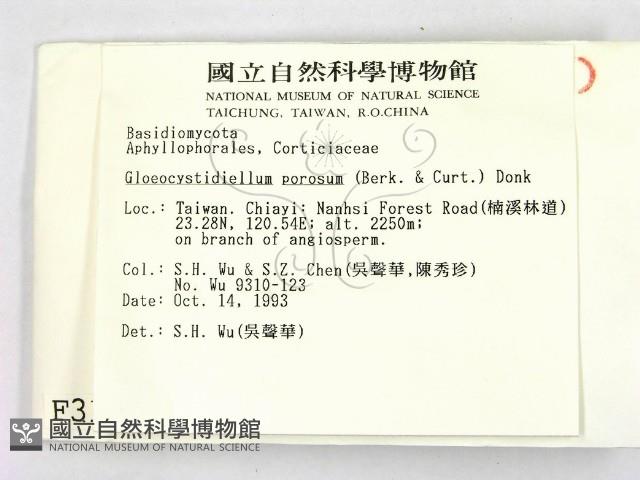 國立自然科學博物館
NATIONAL MUSEUM OF NATURAL SCIENCE
TAICHUNG, TAIWAN, R.O.CHINA
Basidiomycota
Aphyllophorales, Corticiaceae
Gloeocystidiellum porosum (Berk. & Curt.) Donk
Loc.: Taiwan. Chiayi: Nanhsi Forest Road(楠溪林道)
23.28N, 120.54E; alt. 2250m;
on branch of angiosperm.
Col.: S.H. Wu & S.Z. Chen(吳聲華,陳秀珍)
No. Wu 9310-123
Date: Oct. 14, 1993
Det.: S.H. Wu(吳聲華)
F3
國立自然科學博物館
NATIONAL MUSEUM OF NATURAL SCIENCE